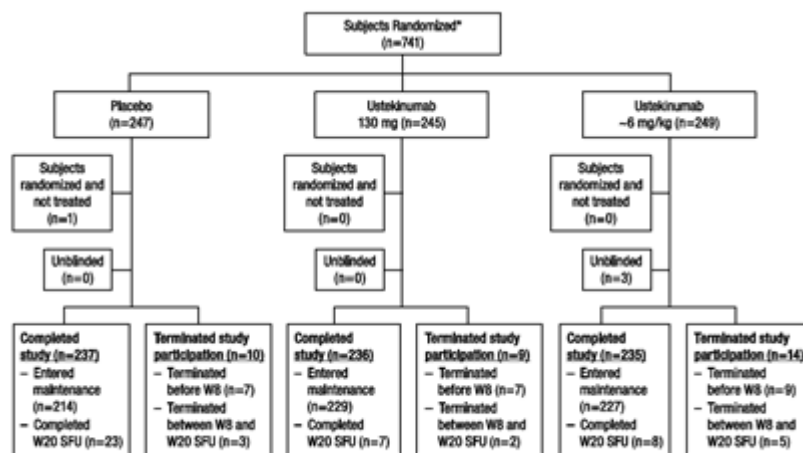 Subjects Randomized*
(n=741)
Placebo
(n=247)
Ustekinumab
130 mg (n=245)
Ustekinumab
~6 mg/kg (n=249)
Subjects
randomized and
not treated
(n=1)
Subjects
randomized and
not treated
(n=0)
Subjects
randomized and
not treated
(n=0)
Unblinded
(n=0)
Unblinded
(n=0)
Unblinded
(n=3)
Completed
study (n=237)
– Entered
maintenance
(n=214)
– Completed
W20 SFU (n=23)
Terminated study
participation (n=10)
– Terminated
before W8 (n=7)
– Terminated
between W8 and
W20 SFU (n=3)
Completed
study (n=236)
– Entered
maintenance
(n=229)
– Completed
W20 SFU (n=7)
Terminated study
participation (n=9)
– Terminated
before W8 (n=7)
– Terminated
between W8 and
W20 SFU (n=2)
Completed
study (n=235)
– Entered
maintenance
(n=227)
– Completed
W20 SFU (n=8)
Terminated study
participation (n=14)
– Terminated
before W8 (n=9)
– Terminated
between W8 and
W20 SFU (n=5)